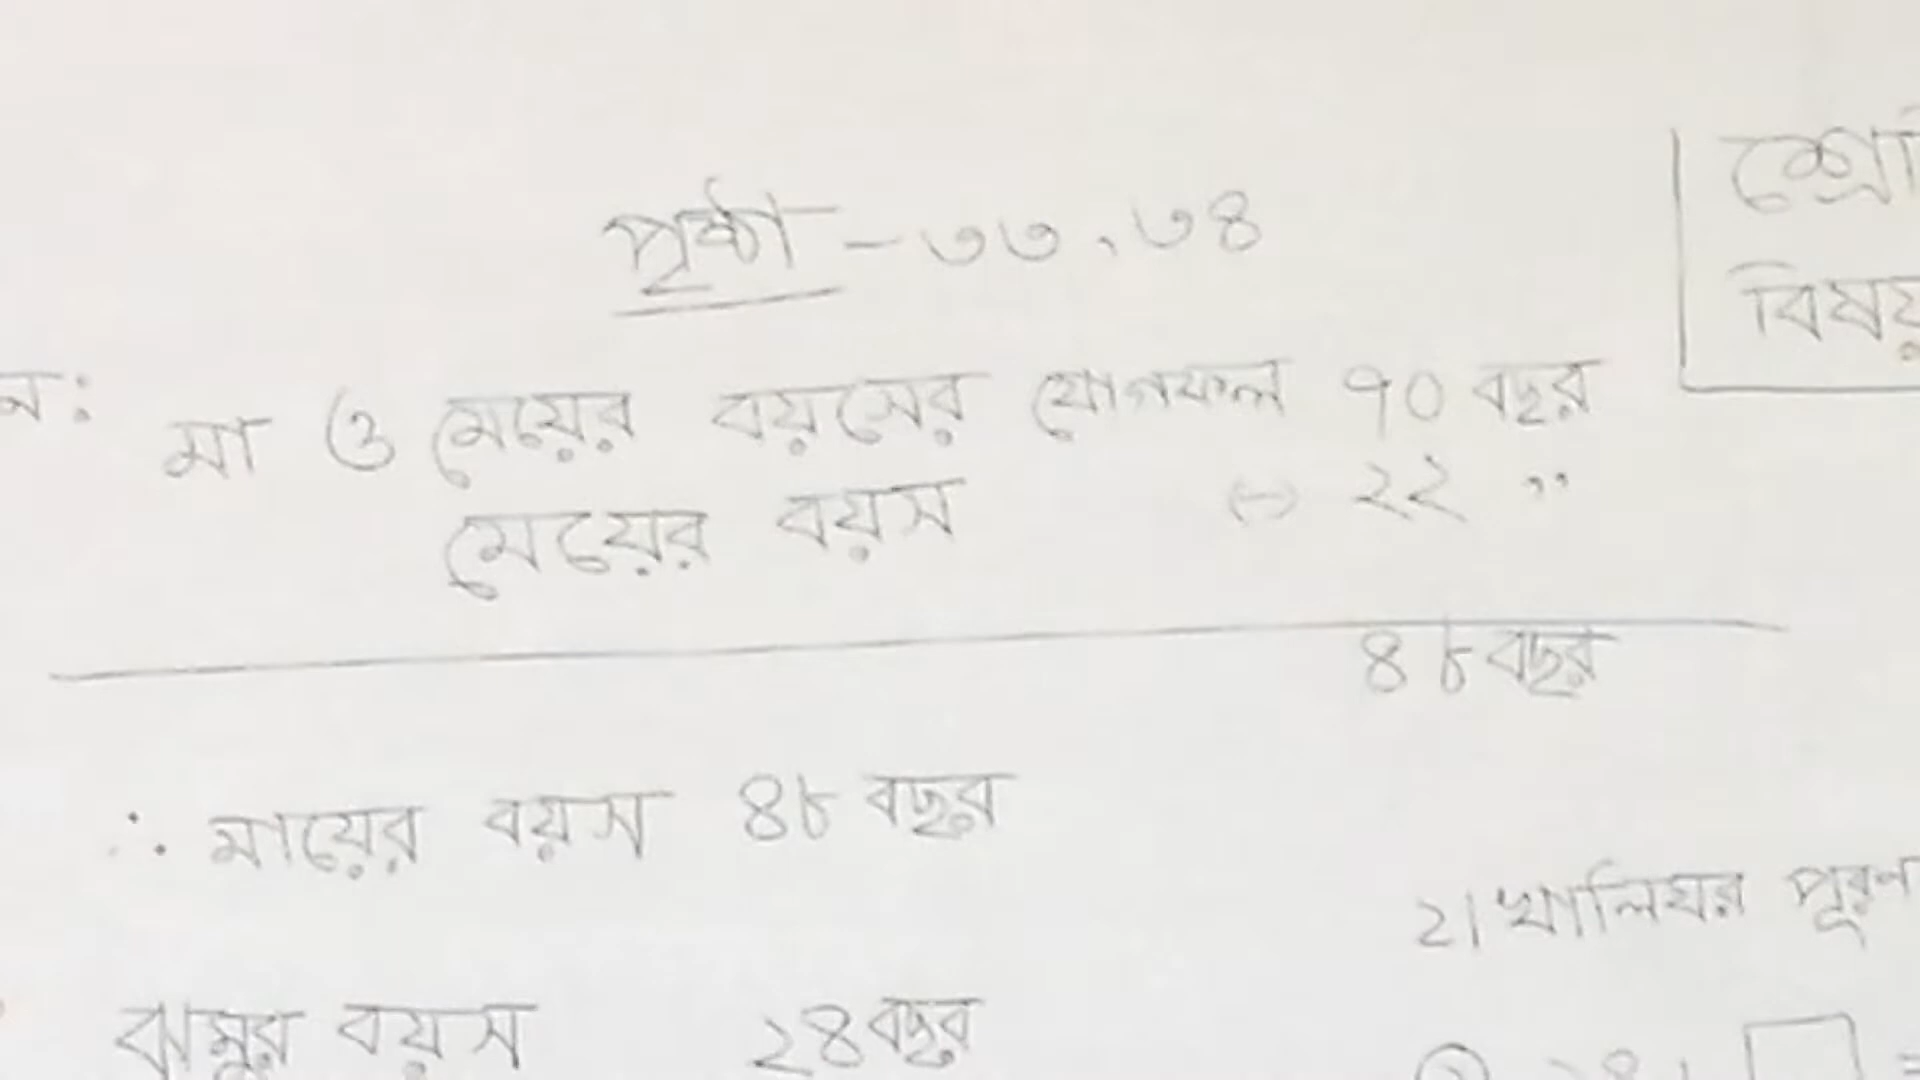 পৃষ্ঠা - ৩৩, ৩৪
বিষয়
ন:
মা ও মেয়ের বয়সের যোগফল ৭০ বছর
মেয়ের বয়স (-) ২২ ,,
৪৮ বছর
∴ মায়ের বয়স ৪৮ বছর
২। খালিঘর পূরণ
ঝুমুর বয়স ২৪ বছর